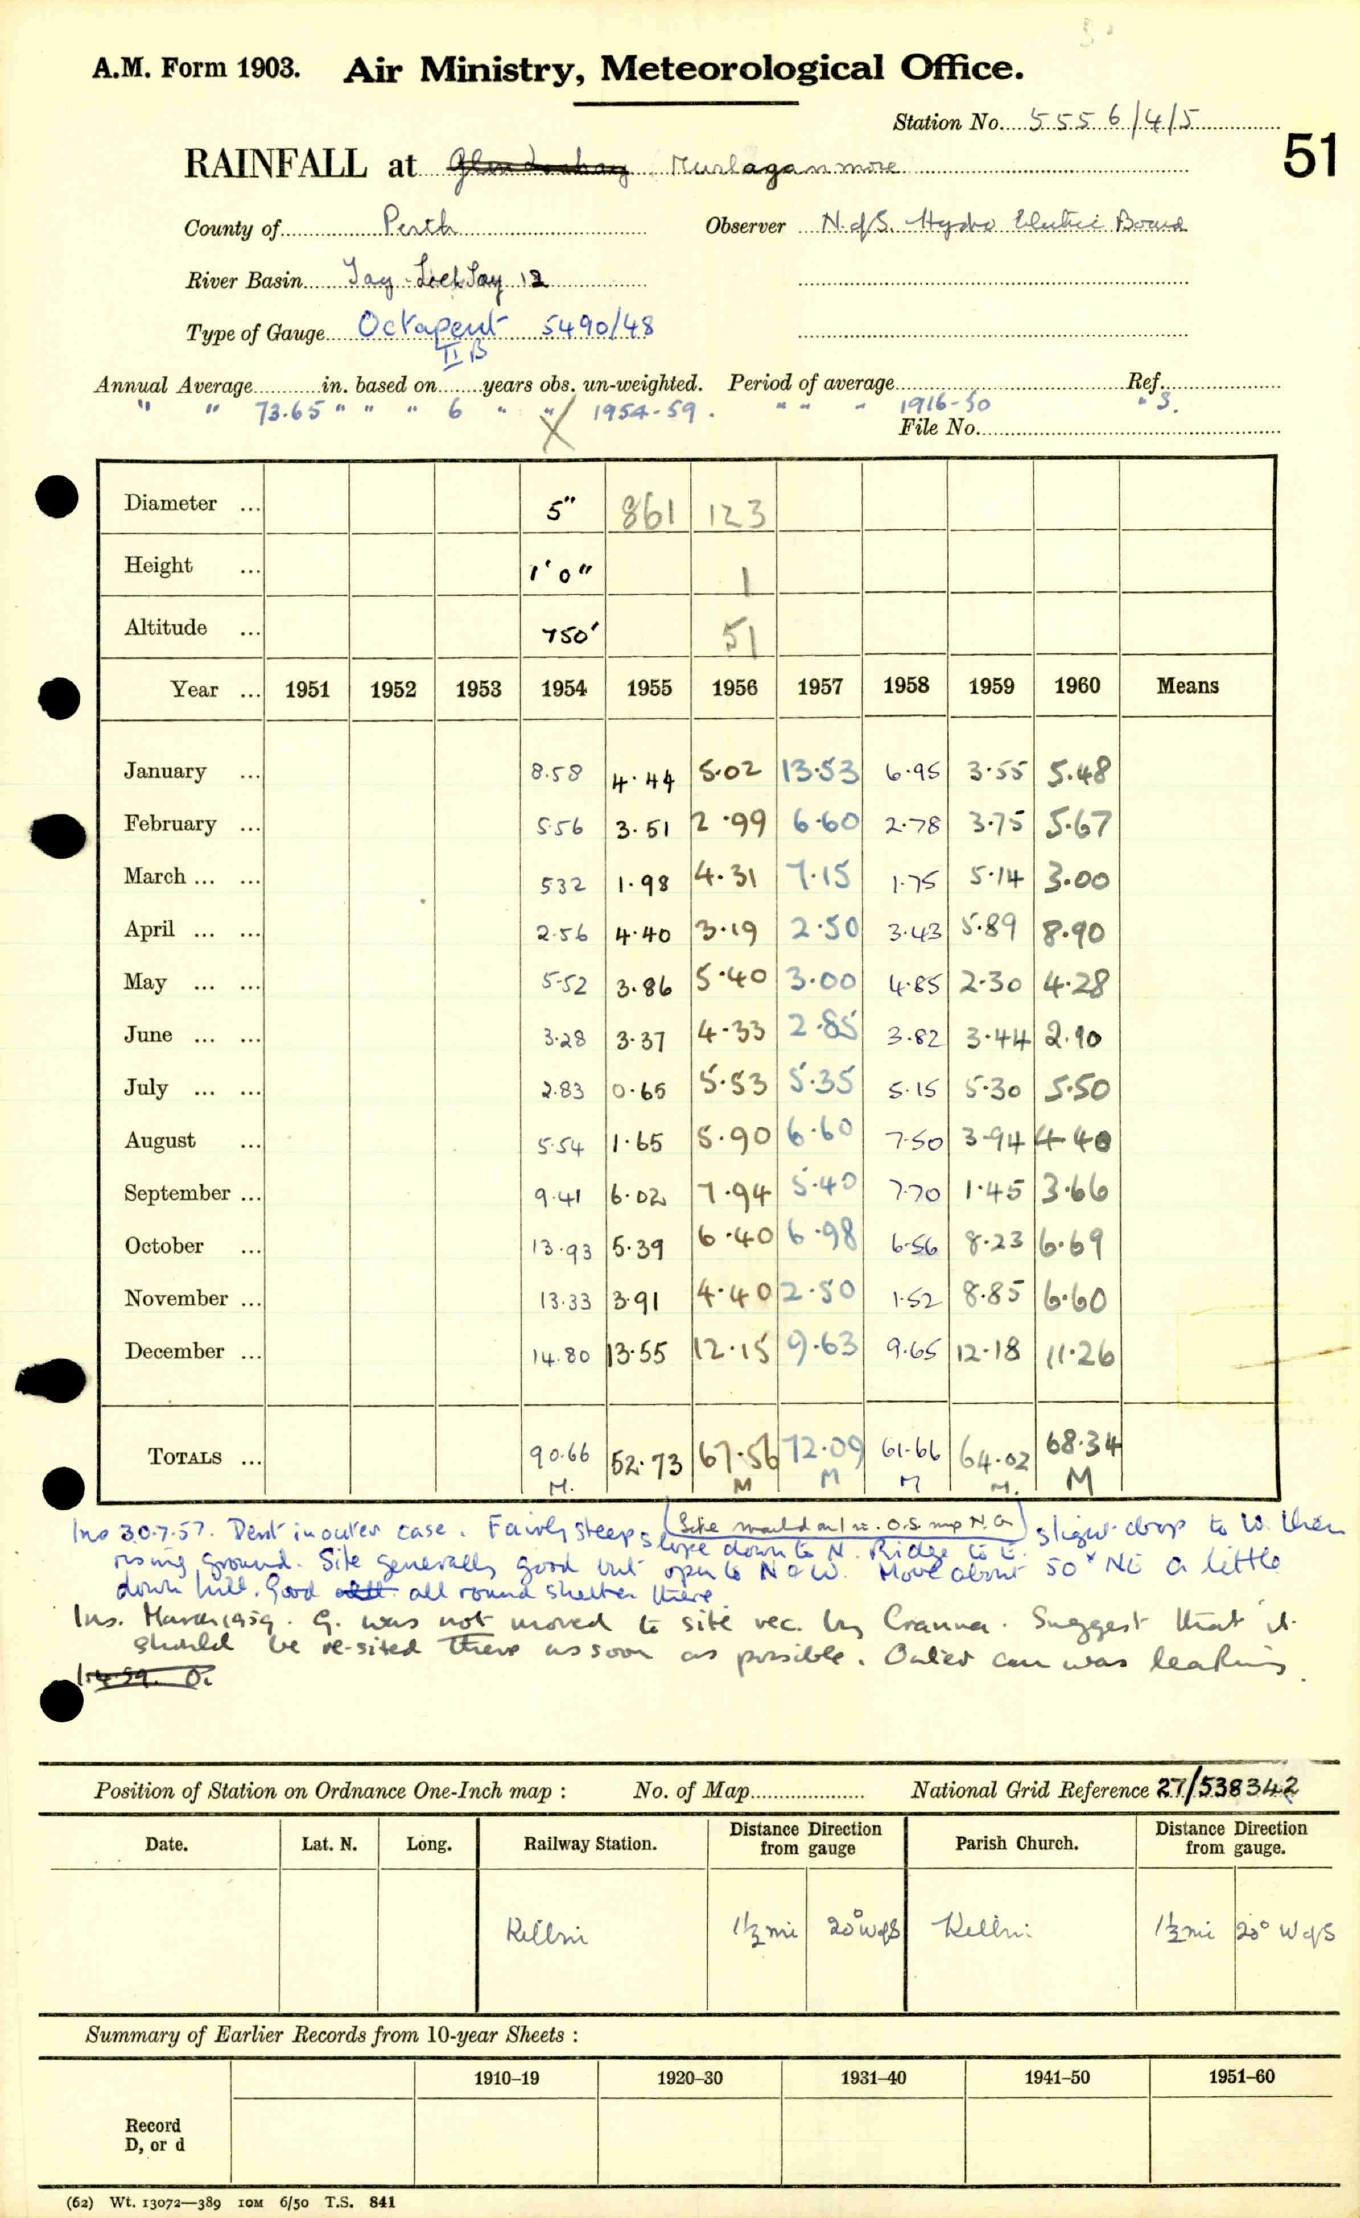 A.M. Form 1903. Air Ministry, Meteorological Office.
Station No. 5556/4/5
51
RAINFALL at Murlaganmore
County of Perth Observer N. of S. Hydro Electric Board
River Basin Tay - Loch Tay 12
Type of Gauge Octapent 5490/48
II B
Annual Average in. based on years obs. un-weighted. Period of average Ref.
" " 73.65 " " " 6 " " 1954-59. " " " 1916-50 " S.
File No.
Diameter ... 5" 861 123
Height ... 1'0" 1
Altitude ... 750' 51
Year ... 1951 1952 1953 1954 1955 1956 1957 1958 1959 1960 Means
January ... 8.58 4.44 5.02 13.53 6.95 3.55 5.48
February ... 5.56 3.51 2.99 6.60 2.78 3.75 5.67
March ... ... 532 1.98 4.31 7.15 1.75 5.14 3.00
April ... ... 2.56 4.40 3.19 2.50 3.43 5.89 8.90
May ... ... 5.52 3.86 5.40 3.00 4.85 2.30 4.28
June ... ... 3.28 3.37 4.33 2.85 3.82 3.44 2.90
July ... ... 2.83 0.65 5.53 5.35 5.15 5.30 5.50
August ... 5.54 1.65 5.90 6.60 7.50 3.94 4.40
September ... 9.41 6.02 7.94 5.40 7.70 1.45 3.66
October ... 13.93 5.39 6.40 6.98 6.56 8.23 6.69
November ... 13.33 3.91 4.40 2.50 1.52 8.85 6.60
December ... 14.80 13.55 12.15 9.63 9.65 12.18 11.26
TOTALS ... 90.66 52.73 67.56 72.09 61.66 64.02 68.34
M. M M M M. M
Site marked on 1 in. O.S. map N.G.
Ins 30.7.57. Dent in outer case. Fairly steep slope down to N. Ridge to E. slight drop to W. then
rising ground. Site generally good but open to N & W. Move about 50ˣ NE a little
down hill. Good all round shelter there.
Ins. March 1959. G. was not moved to site rec. by Cranna. Suggest that it
should be re-sited there as soon as possible. Outer can was leaking.
Position of Station on Ordnance One-Inch map : No. of Map National Grid Reference 27/538342
Date. Lat. N. Long. Railway Station. Distance Direction from gauge Parish Church. Distance Direction from gauge.
Killin 1½ mi 20° W of S Killin 1½ mi 20° W of S
Summary of Earlier Records from 10-year Sheets :
1910–19 1920–30 1931–40 1941–50 1951–60
Record
D, or d
(62) Wt. 13072—389 10M 6/50 T.S. 841